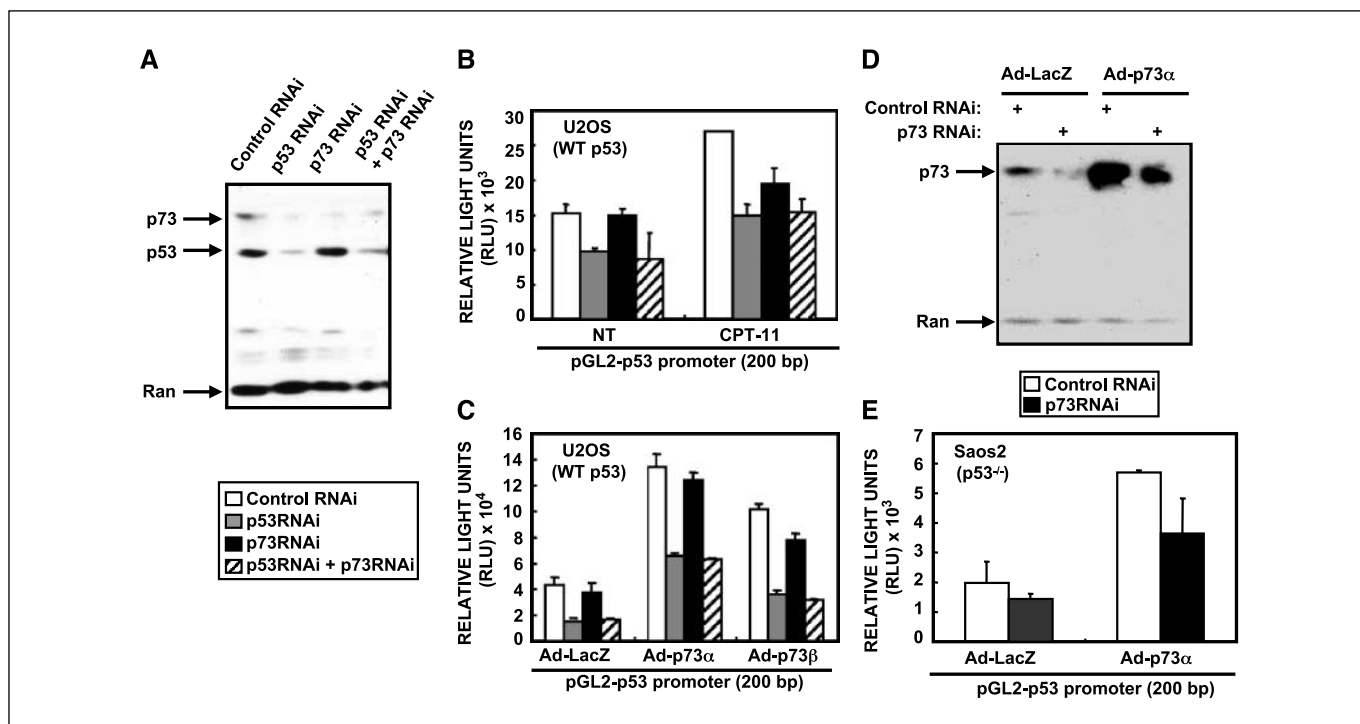 A
Control RNAi
p53 RNAi
p73 RNAi
p53 RNAi
+ p73 RNAi
p73
p53
Ran
Control RNAi
p53RNAi
p73RNAi
p53RNAi + p73RNAi
B
RELATIVE LIGHT UNITS
(RLU) x 10³
30
25
20
15
10
5
0
U2OS
(WT p53)
NT
CPT-11
pGL2-p53 promoter (200 bp)
C
RELATIVE LIGHT UNITS
(RLU) x 10⁴
16
14
12
10
8
6
4
2
0
U2OS
(WT p53)
Ad-LacZ
Ad-p73α
Ad-p73β
pGL2-p53 promoter (200 bp)
D
Ad-LacZ
Ad-p73α
Control RNAi:
+
+
p73 RNAi:
+
+
p73
Ran
Control RNAi
p73RNAi
E
RELATIVE LIGHT UNITS
(RLU) x 10³
7
6
5
4
3
2
1
0
Saos2
(p53-/-)
Ad-LacZ
Ad-p73α
pGL2-p53 promoter (200 bp)